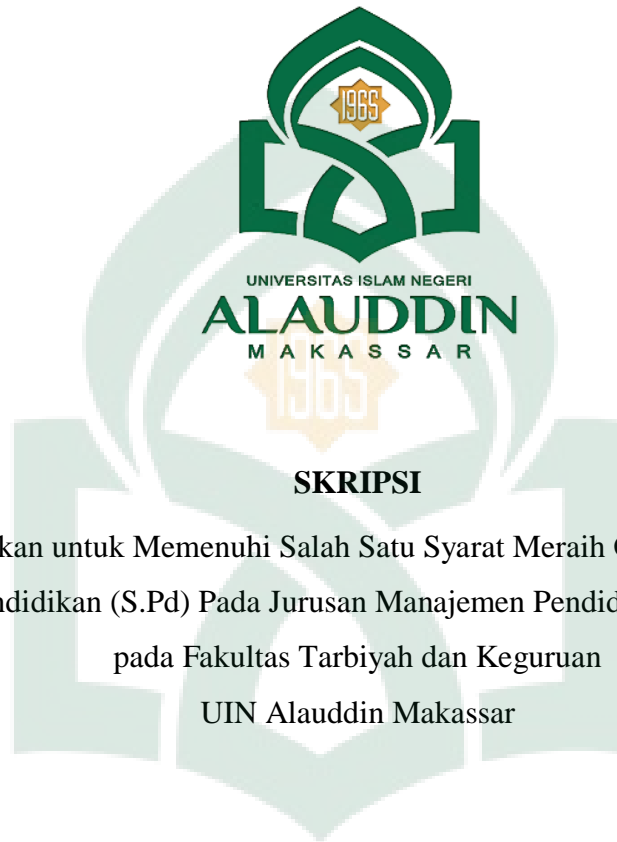 1965
UNIVERSITAS ISLAM NEGERI
ALAUDDIN
MAKASSAR
1965
SKRIPSI
untuk Memenuhi Salah Satu Syarat Meraih
(S.Pd) Pada Jurusan Manajemen
pada Fakultas Tarbiyah dan Keguruan
UIN Alauddin Makassar